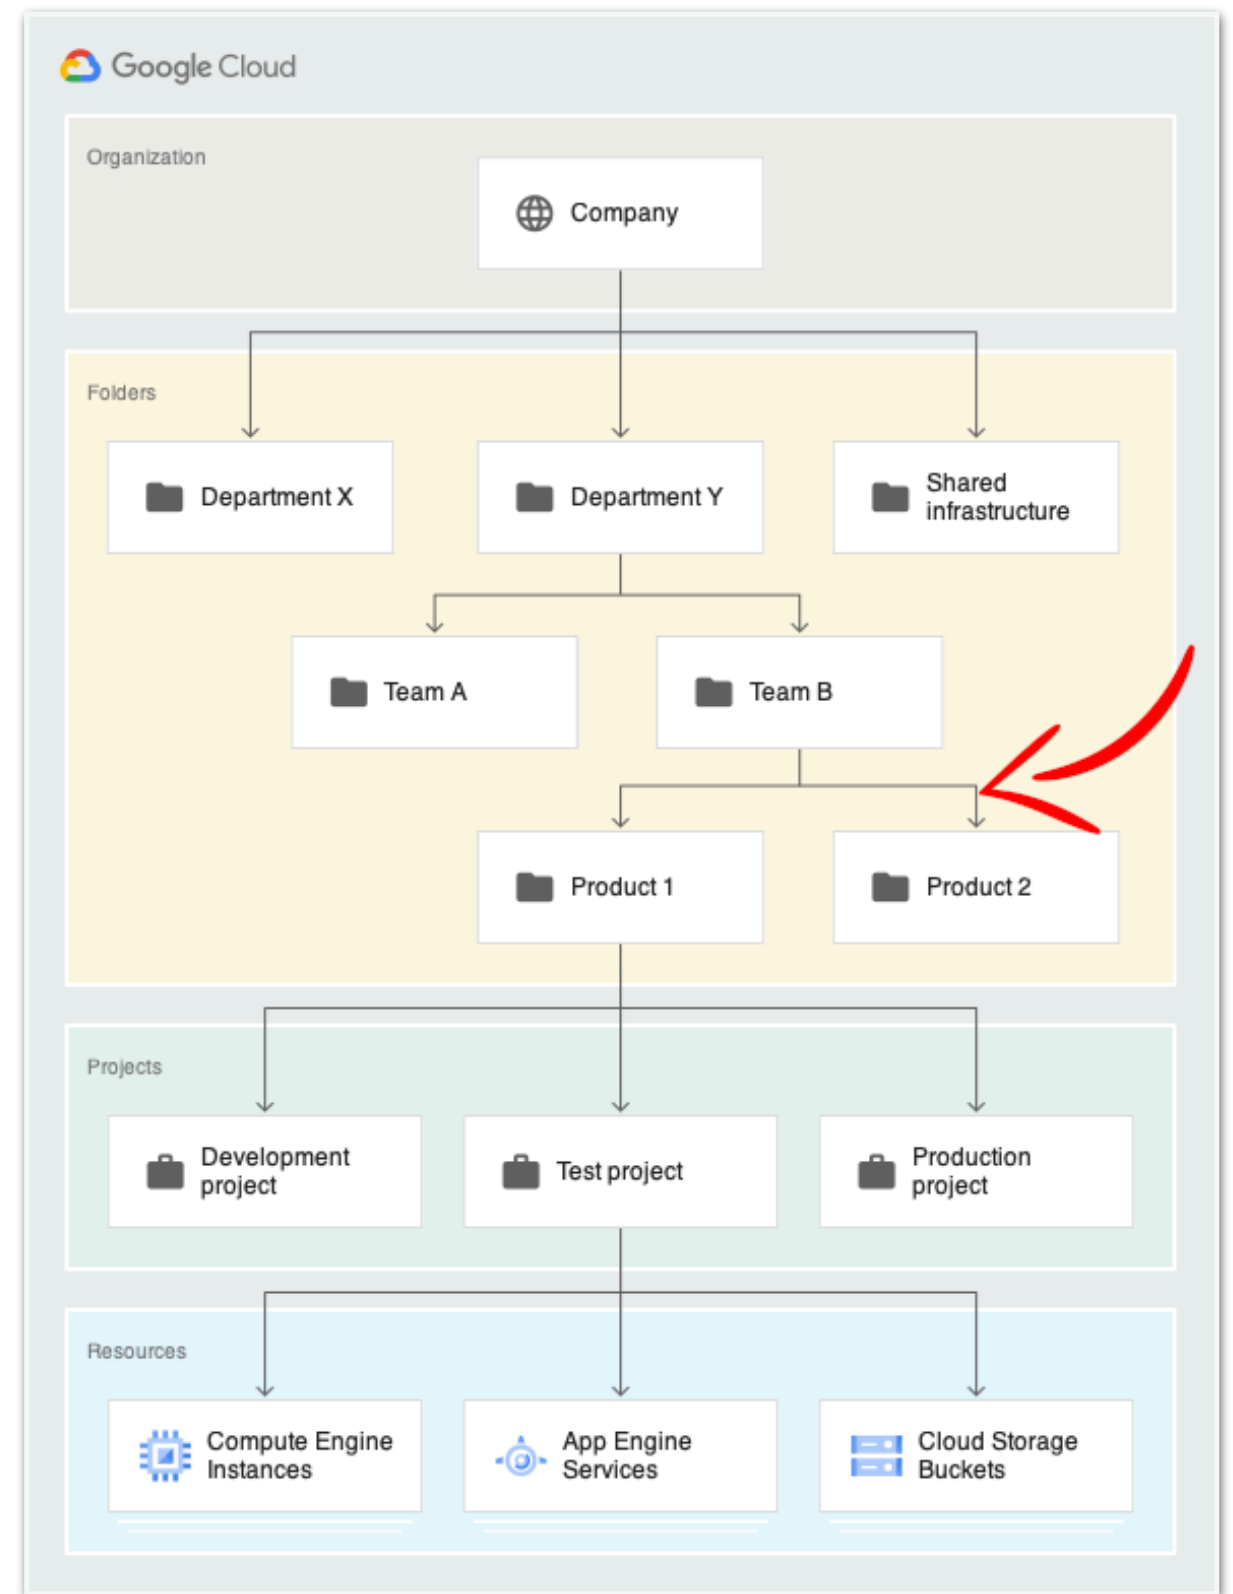 Google Cloud
Organization
Company
Folders
Department X
Department Y
Shared
infrastructure
Team A
Team B
Product 1
Product 2
Projects
Development
project
Test project
Production
project
Resources
Compute Engine
Instances
App Engine
Services
Cloud Storage
Buckets